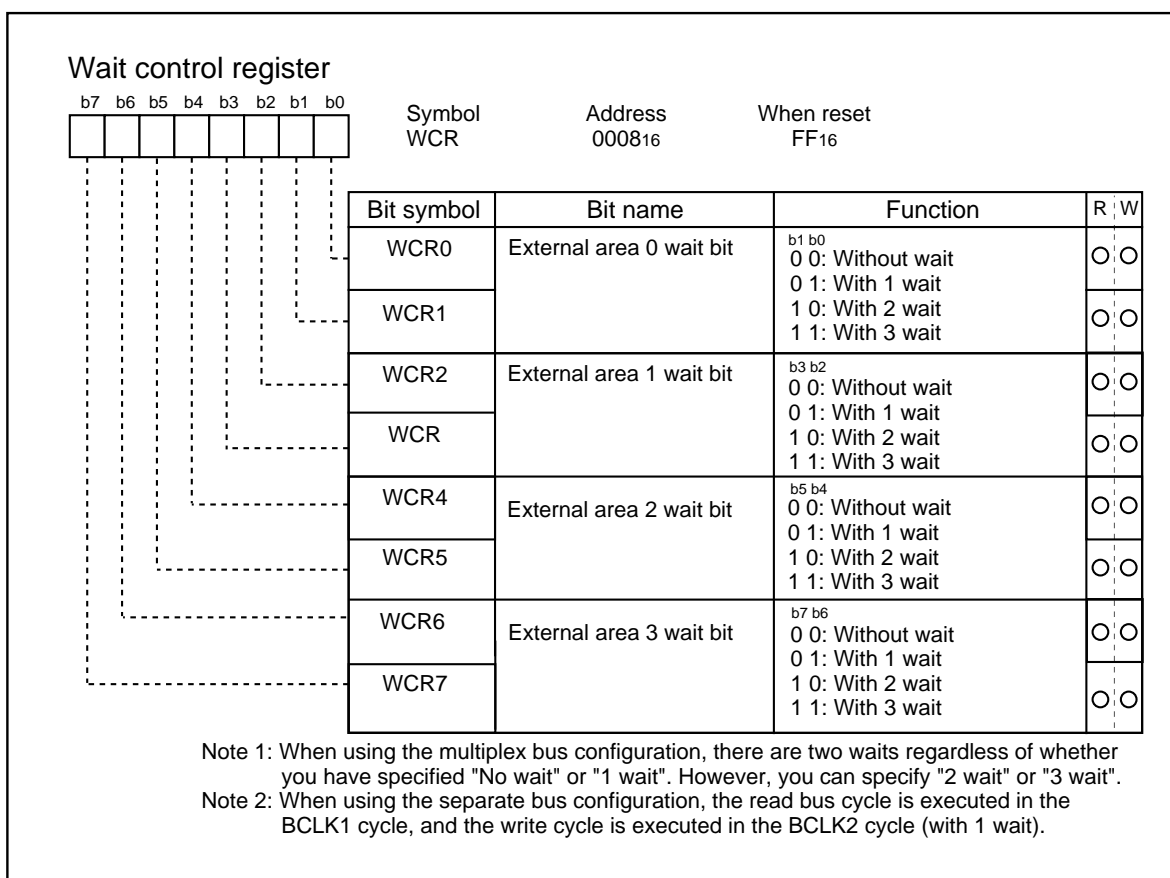 Wait control register
b7 b6 b5 b4 b3 b2 b1 b0
Symbol Address When reset
WCR 000816 FF16
Bit symbol Bit name Function R W
WCR0 External area 0 wait bit b1 b0
0 0: Without wait
0 1: With 1 wait
WCR1 1 0: With 2 wait
1 1: With 3 wait
WCR2 External area 1 wait bit b3 b2
0 0: Without wait
0 1: With 1 wait
WCR 1 0: With 2 wait
1 1: With 3 wait
WCR4 External area 2 wait bit b5 b4
0 0: Without wait
0 1: With 1 wait
WCR5 1 0: With 2 wait
1 1: With 3 wait
WCR6 External area 3 wait bit b7 b6
0 0: Without wait
0 1: With 1 wait
WCR7 1 0: With 2 wait
1 1: With 3 wait
Note 1: When using the multiplex bus configuration, there are two waits regardless of whether
you have specified "No wait" or "1 wait". However, you can specify "2 wait" or "3 wait".
Note 2: When using the separate bus configuration, the read bus cycle is executed in the
BCLK1 cycle, and the write cycle is executed in the BCLK2 cycle (with 1 wait).